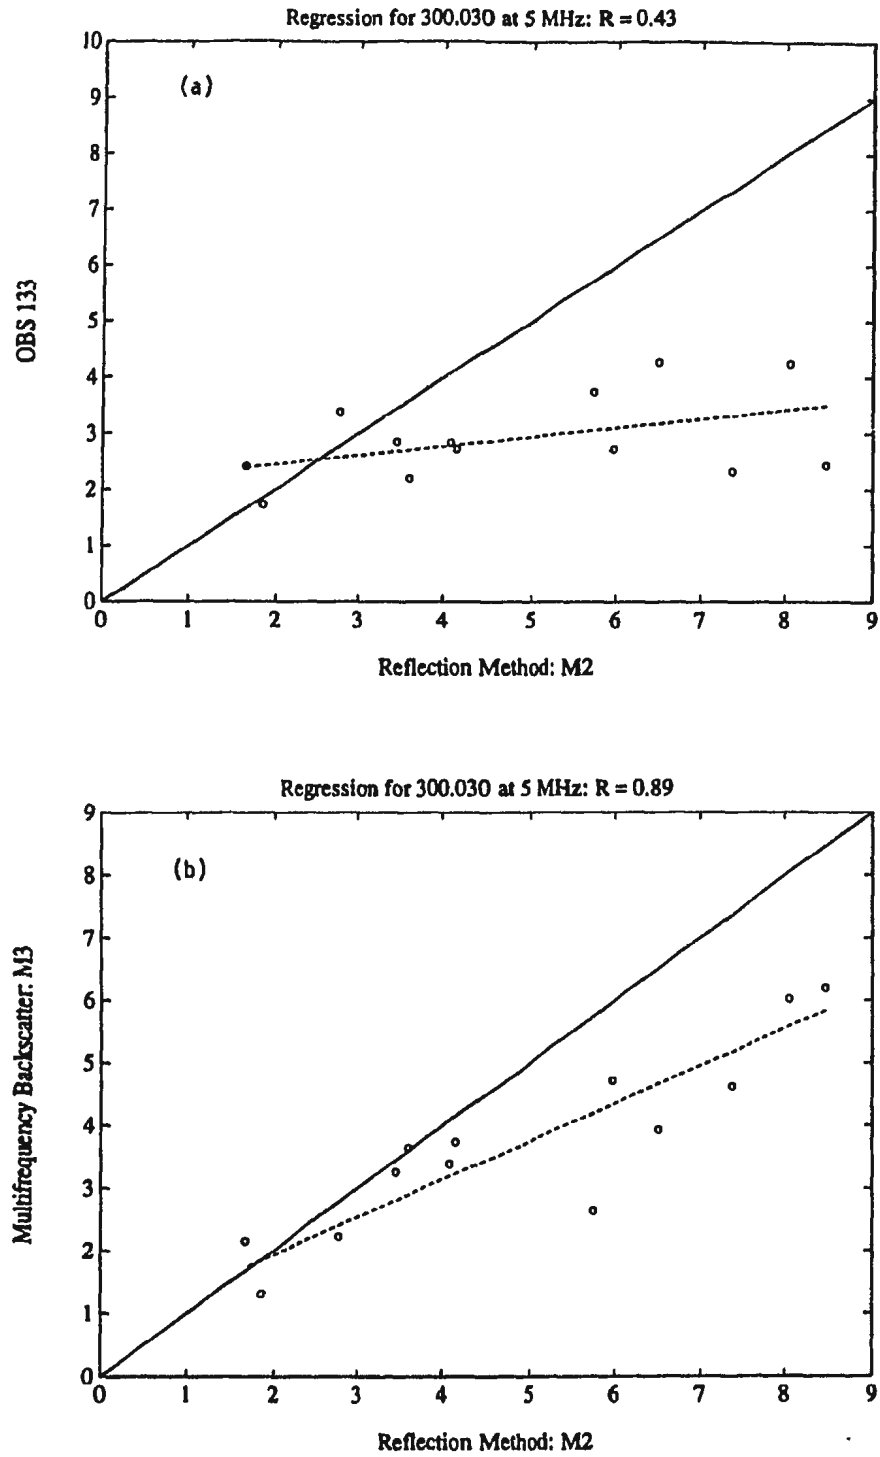 Regression for 300.030 at 5 MHz: R = 0.43
(a)
10
9
8
7
6
5
4
3
2
1
0
OBS 133
0 1 2 3 4 5 6 7 8 9
Reflection Method: M2
Regression for 300.030 at 5 MHz: R = 0.89
(b)
9
8
7
6
5
4
3
2
1
0
Multifrequency Backscatter: M3
0 1 2 3 4 5 6 7 8 9
Reflection Method: M2